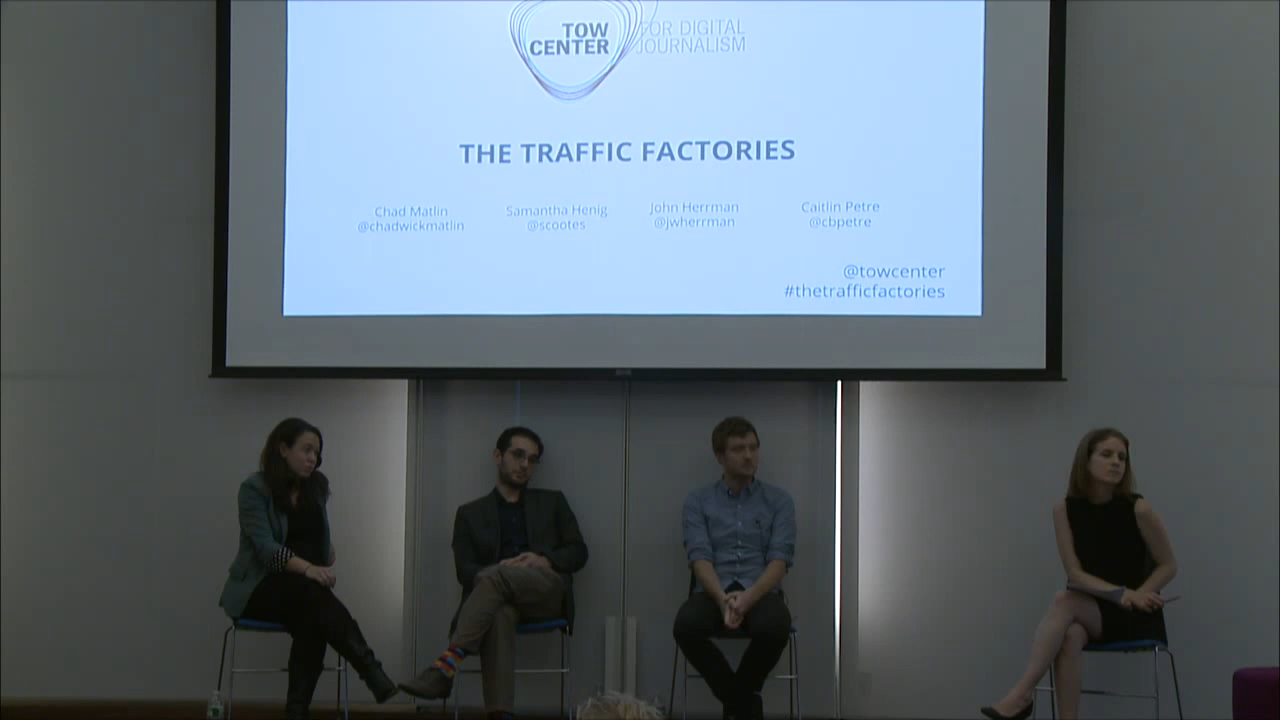 TOW
CENTER
FOR DIGITAL
JOURNALISM
THE TRAFFIC FACTORIES
Chad Matlin
@chadwickmatlin
Samantha Henig
@scootes
John Herrman
@jwherrman
Caitlin Petre
@cbpetre
@towcenter
#thetrafficfactories